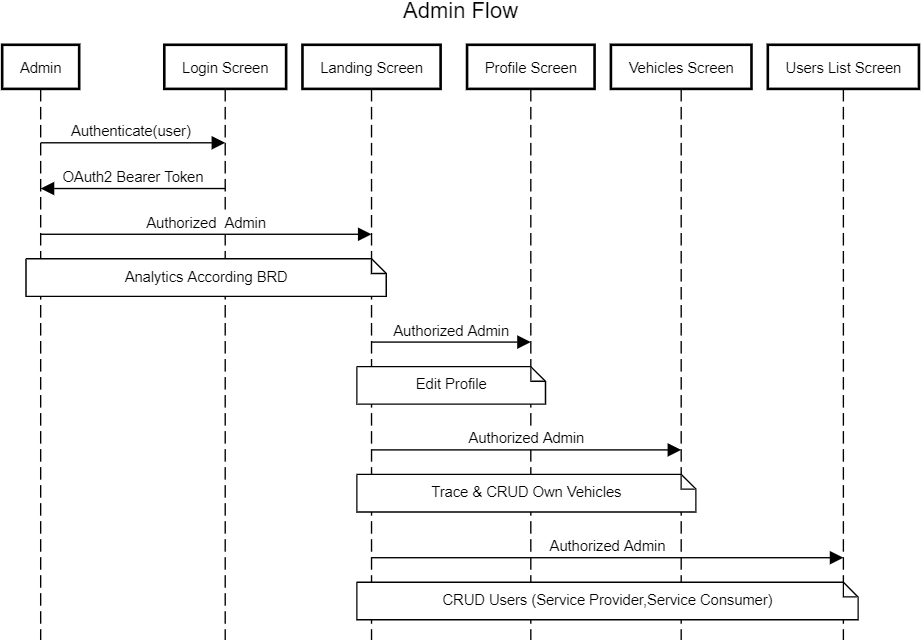 Admin Flow
Admin
Login Screen
Landing Screen
Profile Screen
Vehicles Screen
Users List Screen
Authenticate(user)
OAuth2 Bearer Token
Authorized  Admin
Analytics According BRD
Authorized Admin
Edit Profile
Authorized Admin
Trace & CRUD Own Vehicles
Authorized Admin
CRUD Users (Service Provider,Service Consumer)